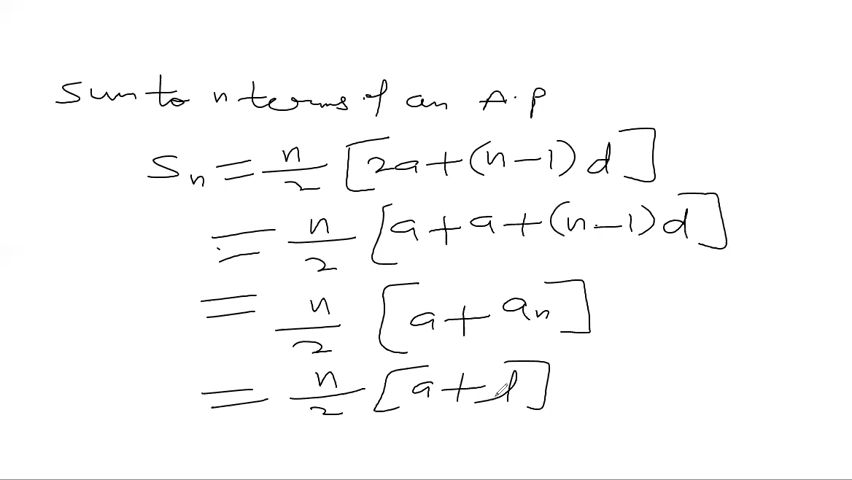 Sum to n terms of an A.P
Sn = n/2 [2a + (n-1) d]
= n/2 [a + a + (n-1) d]
= n/2 [a + an]
= n/2 [a + l]